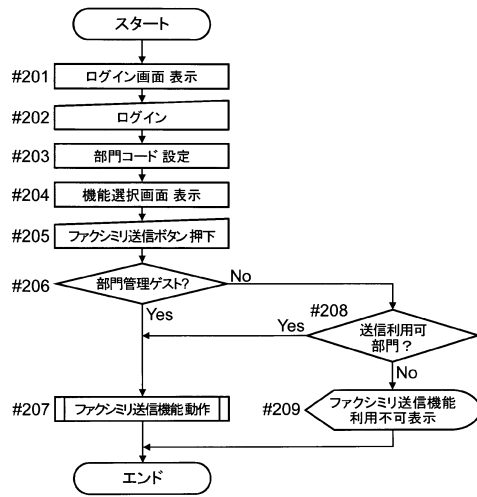 スタート
#201 ログイン画面 表示
#202 ログイン
#203 部門コード 設定
#204 機能選択画面 表示
#205 ファクシミリ送信ボタン 押下
#206 部門管理ゲスト? No
Yes
#208
送信利用可
部門?
Yes
No
#207 ファクシミリ送信機能 動作
#209 ファクシミリ送信機能
利用不可表示
エンド